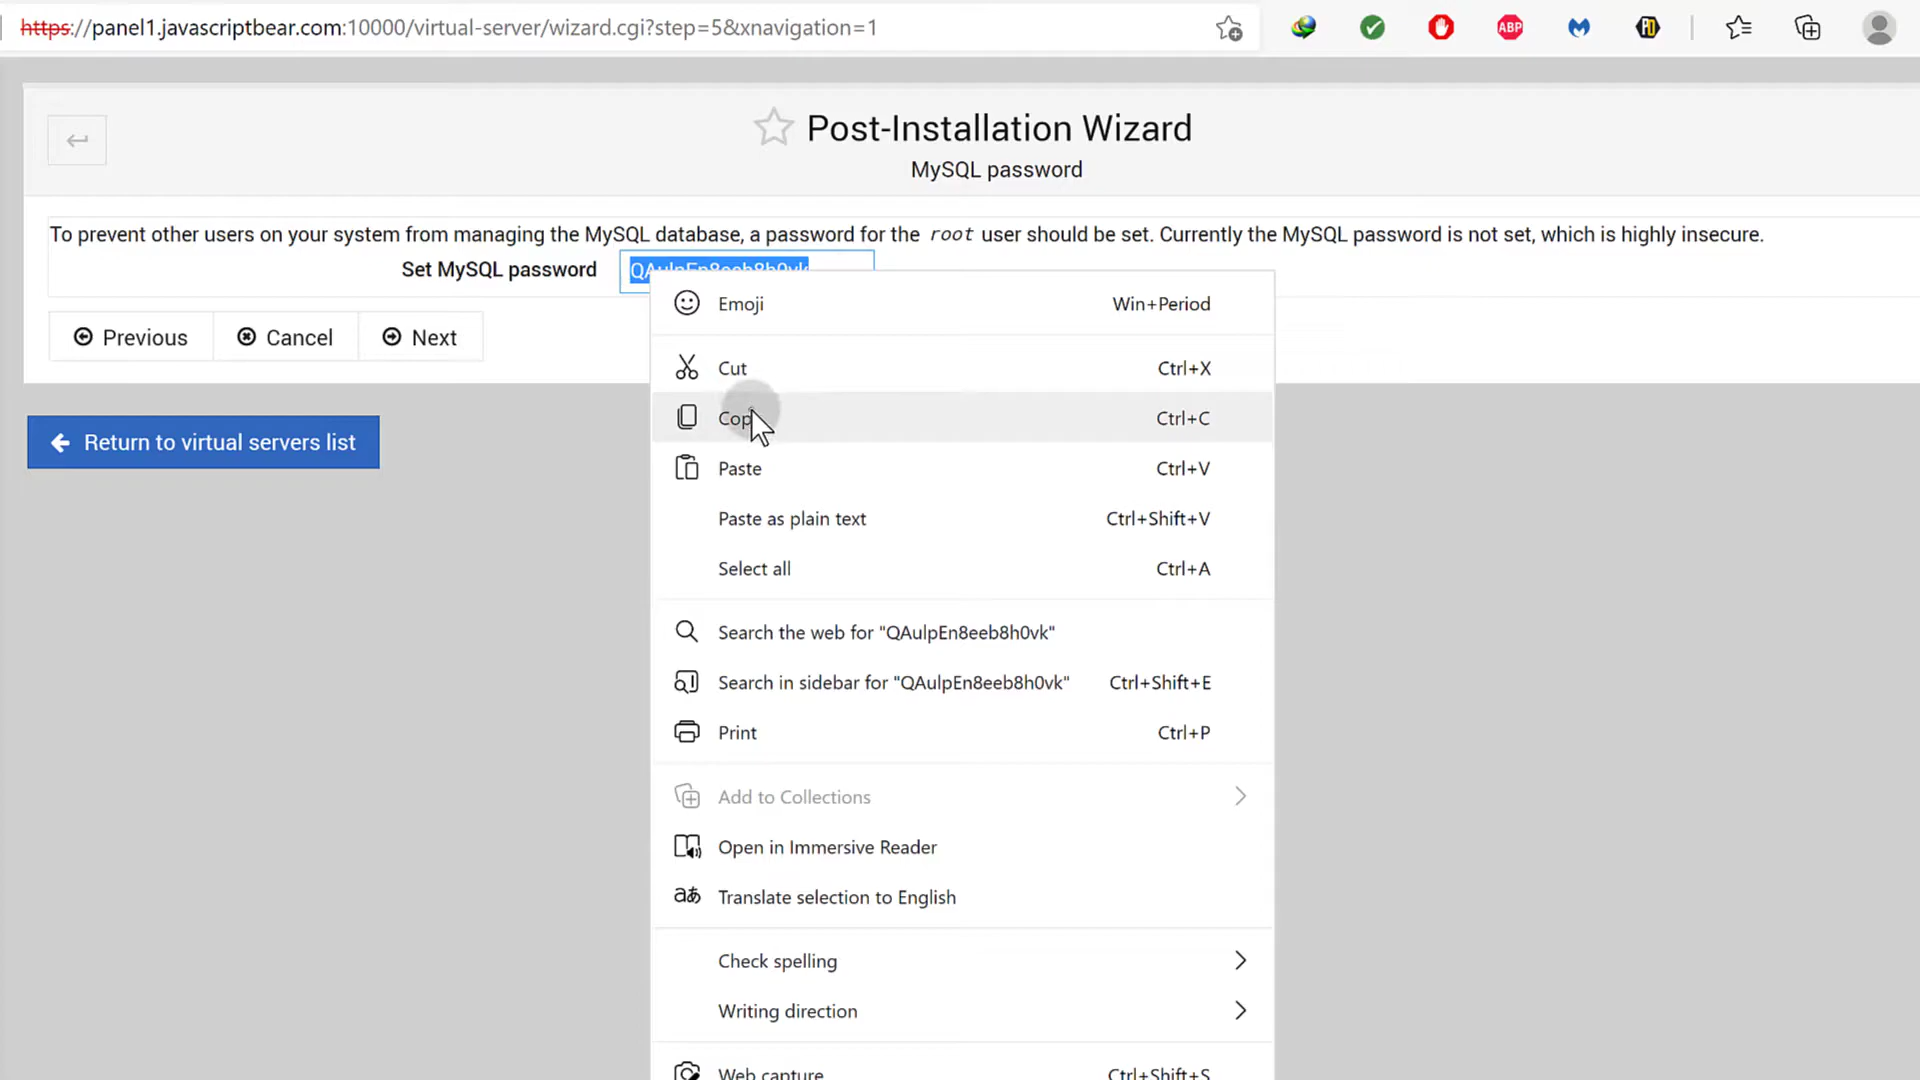 https://panel1.javascriptbear.com:10000/virtual-server/wizard.cgi?step=5&xnavigation=1
ABP
Post-Installation Wizard
MySQL password
To prevent other users on your system from managing the MySQL database, a password for the root user should be set. Currently the MySQL password is not set, which is highly insecure.
Set MySQL password QAulpEn8eeb8h0vk
Previous Cancel Next
Return to virtual servers list
Emoji Win+Period
Cut Ctrl+X
Copy Ctrl+C
Paste Ctrl+V
Paste as plain text Ctrl+Shift+V
Select all Ctrl+A
Search the web for "QAulpEn8eeb8h0vk"
Search in sidebar for "QAulpEn8eeb8h0vk" Ctrl+Shift+E
Print Ctrl+P
Add to Collections
Open in Immersive Reader
Translate selection to English
Check spelling
Writing direction
Web capture Ctrl+Shift+S